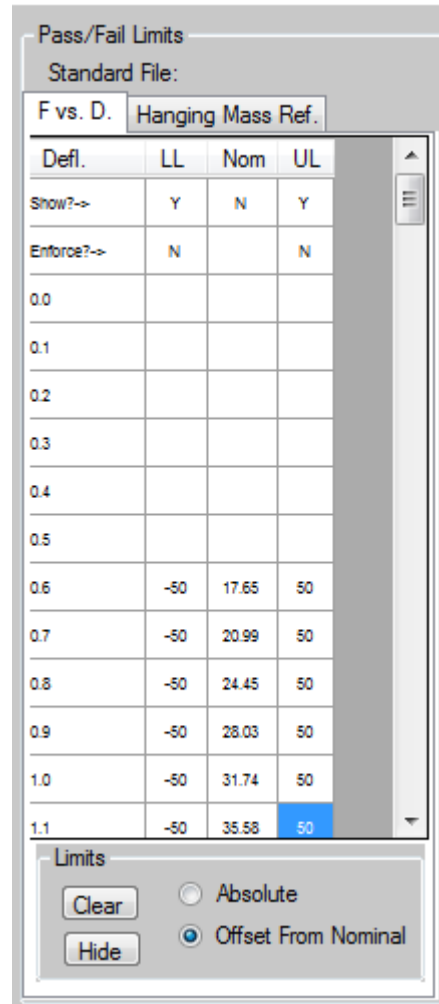 Pass/Fail Limits
Standard File:
F vs. D. Hanging Mass Ref.
Defl. LL Nom UL
Show?-> Y N Y
Enforce?-> N N
0.0
0.1
0.2
0.3
0.4
0.5
0.6 -50 17.65 50
0.7 -50 20.99 50
0.8 -50 24.45 50
0.9 -50 28.03 50
1.0 -50 31.74 50
1.1 -50 35.58 50
Limits
Clear Absolute
Hide Offset From Nominal